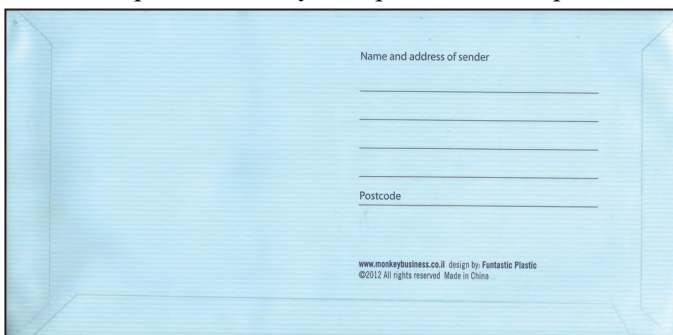 Name and address of sender
Postcode
www.monkeybusiness.co.il design by: Funtastic Plastic
©2012 All rights reserved Made in China